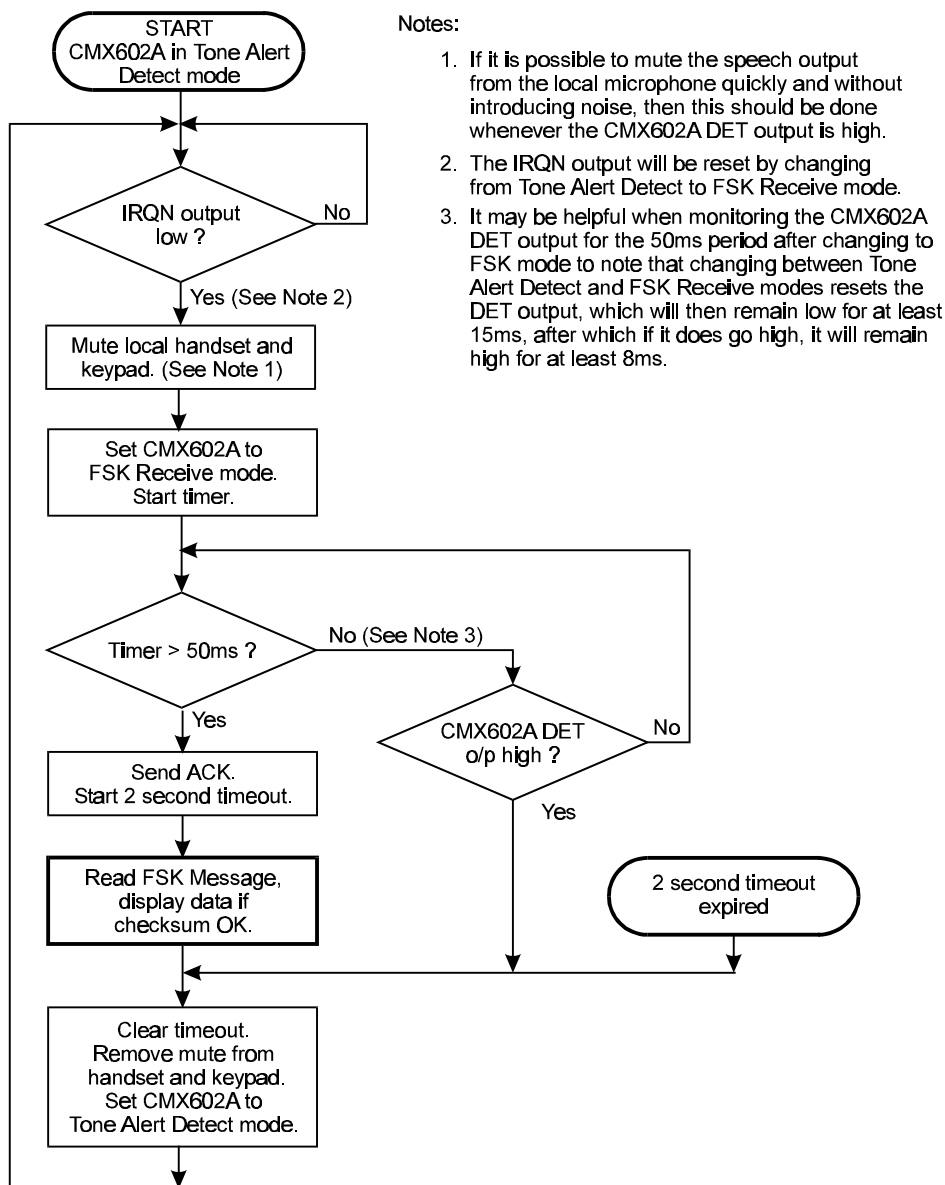 START
CMX602A in Tone Alert
Detect mode
Notes:
1. If it is possible to mute the speech output
from the local microphone quickly and without
introducing noise, then this should be done
whenever the CMX602A DET output is high.
2. The IRQN output will be reset by changing
from Tone Alert Detect to FSK Receive mode.
3. It may be helpful when monitoring the CMX602A
DET output for the 50ms period after changing to
FSK mode to note that changing between Tone
Alert Detect and FSK Receive modes resets the
DET output, which will then remain low for at least
15ms, after which if it does go high, it will remain
high for at least 8ms.
IRQN output
low ?
No
Yes (See Note 2)
Mute local handset and
keypad. (See Note 1)
Set CMX602A to
FSK Receive mode.
Start timer.
Timer > 50ms ?
No (See Note 3)
Yes
CMX602A DET
o/p high ?
No
Yes
Send ACK.
Start 2 second timeout.
Read FSK Message,
display data if
checksum OK.
2 second timeout
expired
Clear timeout.
Remove mute from
handset and keypad.
Set CMX602A to
Tone Alert Detect mode.